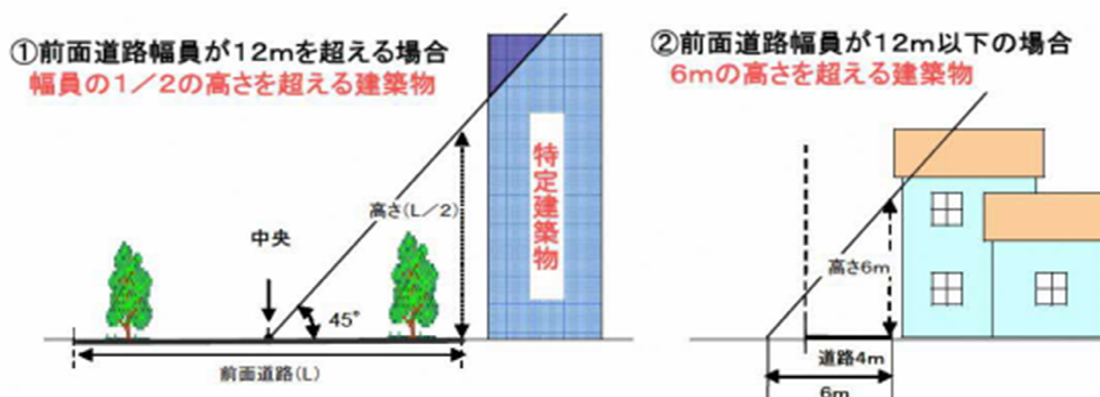 ①前面道路幅員が12mを超える場合
幅員の1/2の高さを超える建築物
特定建築物
高さ(L/2)
中央
45°
前面道路(L)
②前面道路幅員が12m以下の場合
6mの高さを超える建築物
高さ6m
道路4m
6m